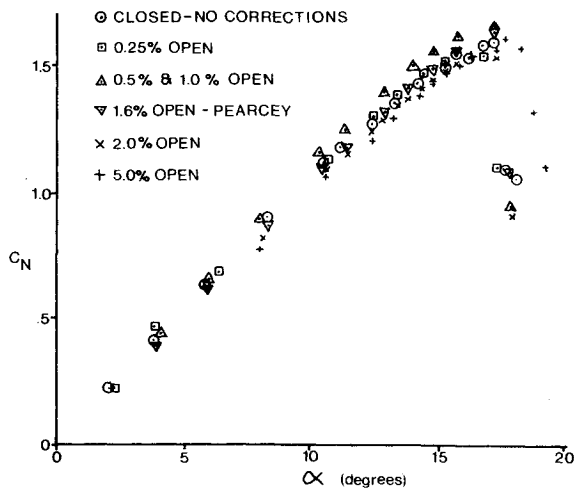 ⊙ CLOSED-NO CORRECTIONS
⊡ 0.25% OPEN
△ 0.5% & 1.0% OPEN
▽ 1.6% OPEN - PEARCEY
× 2.0% OPEN
+ 5.0% OPEN
1.5
1.0
C_N
.5
0
0 5 10 15 20
α (degrees)